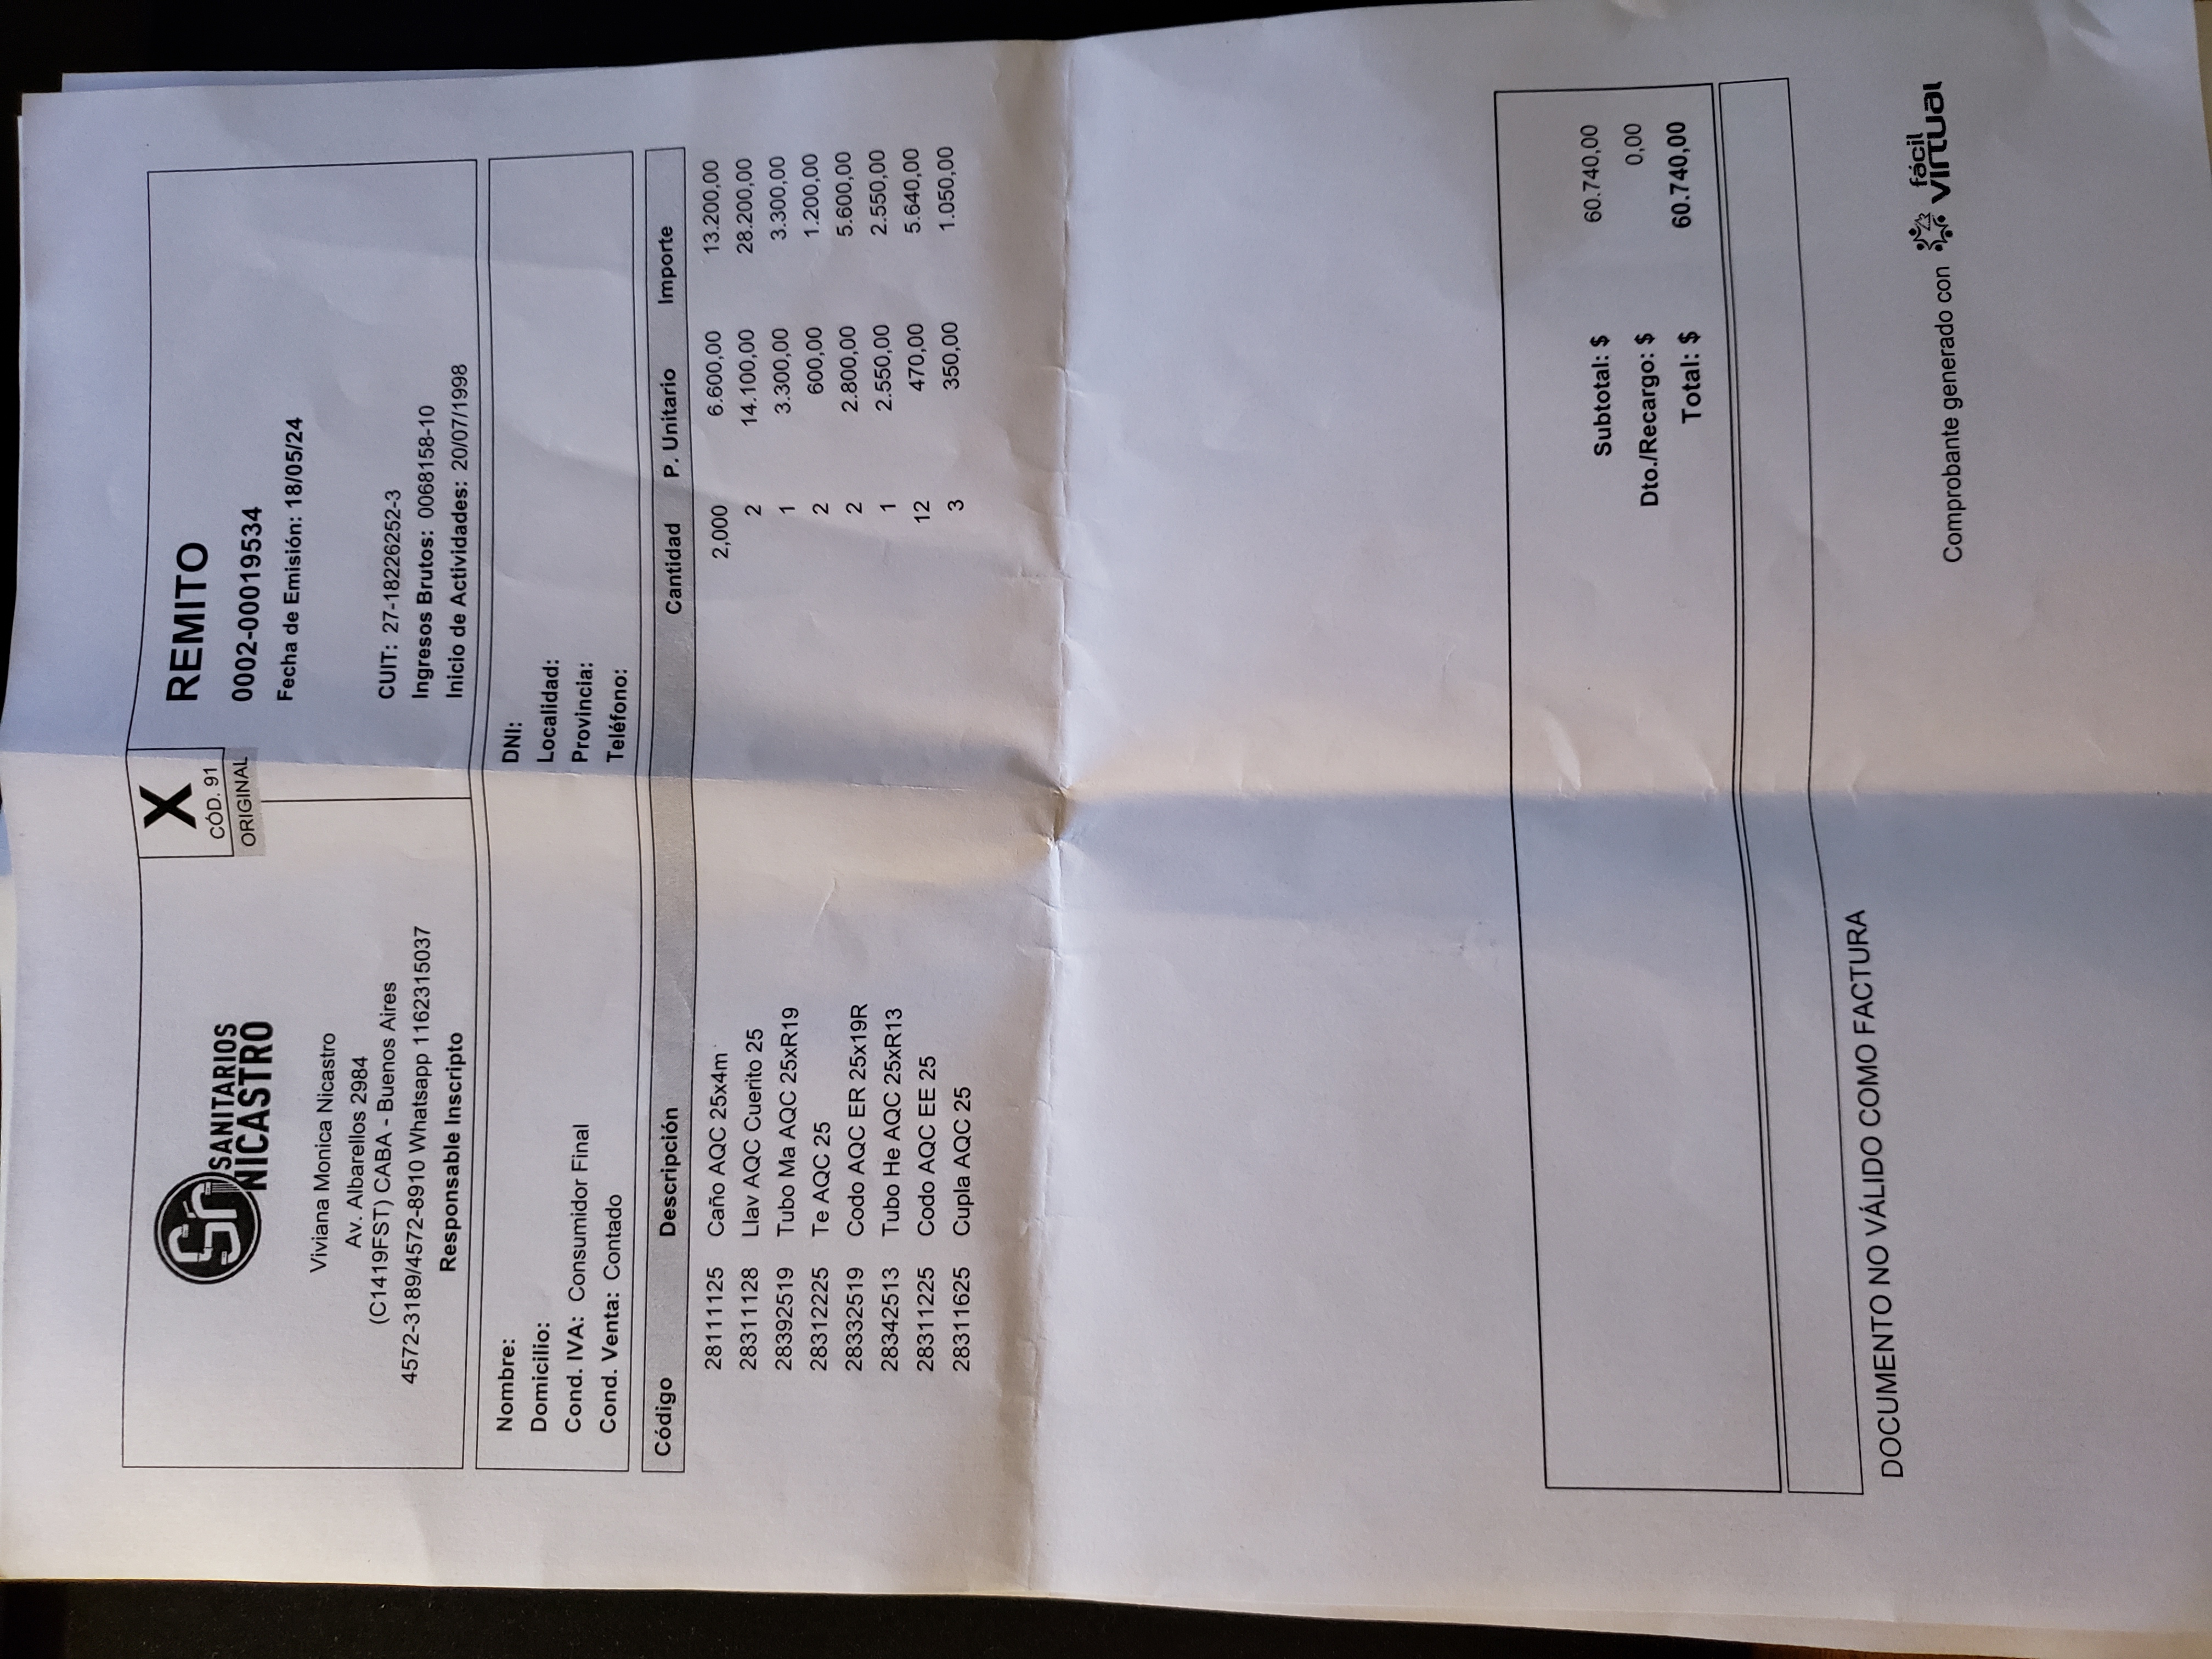 Sn SANITARIOS
NICASTRO
Viviana Monica Nicastro
Av. Albarellos 2984
(C1419FST) CABA - Buenos Aires
4572-3189/4572-8910 Whatsapp 1162315037
Responsable Inscripto
X
CÓD. 91
ORIGINAL
REMITO
0002-00019534
Fecha de Emisión: 18/05/24
CUIT: 27-18226252-3
Ingresos Brutos: 0068158-10
Inicio de Actividades: 20/07/1998
Nombre:
Domicilio:
Cond. IVA: Consumidor Final
Cond. Venta: Contado
DNI:
Localidad:
Provincia:
Teléfono:
Código Descripción Cantidad P. Unitario Importe
28111125 Caño AQC 25x4m 2,000 6.600,00 13.200,00
28311128 Llav AQC Cuerito 25 2 14.100,00 28.200,00
28392519 Tubo Ma AQC 25xR19 1 3.300,00 3.300,00
28312225 Te AQC 25 2 600,00 1.200,00
28332519 Codo AQC ER 25x19R 2 2.800,00 5.600,00
28342513 Tubo He AQC 25xR13 1 2.550,00 2.550,00
28311225 Codo AQC EE 25 12 470,00 5.640,00
28311625 Cupla AQC 25 3 350,00 1.050,00
Subtotal: $ 60.740,00
Dto./Recargo: $ 0,00
Total: $ 60.740,00
DOCUMENTO NO VÁLIDO COMO FACTURA
Comprobante generado con fácil virtual